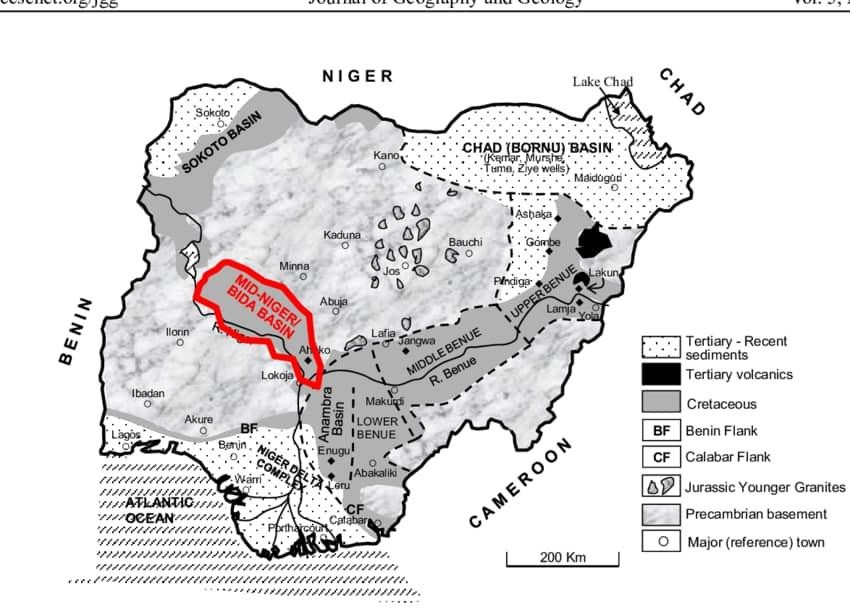 Journal of Geography and Geology
NIGER
Lake Chad
CHAD
Sokoto
SOKOTO BASIN
Kano
CHAD (BORNU) BASIN
(Kemar, Murshe,
Tuma, Ziye wells)
Maiduguri
Ashaka
Kaduna
Bauchi
Gombe
Jos
Minna
Pindiga
UPPER BENUE
Lakun
MID-NIGER/
BIDA BASIN
Abuja
Lamja
Yola
BENIN
Ilorin
Lafia
Jangwa
Ahoko
MIDDLE BENUE
R. Benue
Lokoja
Ibadan
Makurdi
Anambra
Basin
LOWER
BENUE
Akure
BF
Lagos
Benin
NIGER DELTA
COMPLEX
Enugu
Abakaliki
Leru
Warri
CAMEROON
ATLANTIC
OCEAN
CF
Calabar
Portharcourt
Tertiary - Recent
sediments
Tertiary volcanics
Cretaceous
BF Benin Flank
CF Calabar Flank
Jurassic Younger Granites
Precambrian basement
Major (reference) town
200 Km